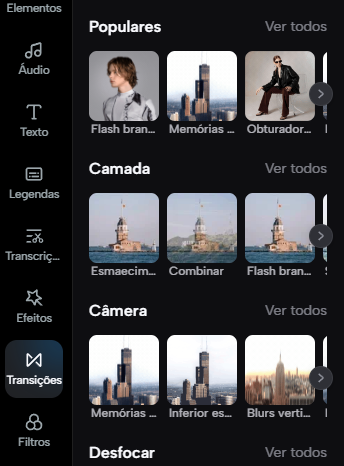 Elementos
Áudio
Texto
Legendas
Transcriç...
Efeitos
Transições
Filtros
Populares
Ver todos
Flash bran...
Memórias ...
Obturador...
Camada
Ver todos
Esmaecim...
Combinar
Flash bran...
Câmera
Ver todos
Memórias ...
Inferior es...
Blurs verti...
Desfocar
Ver todos